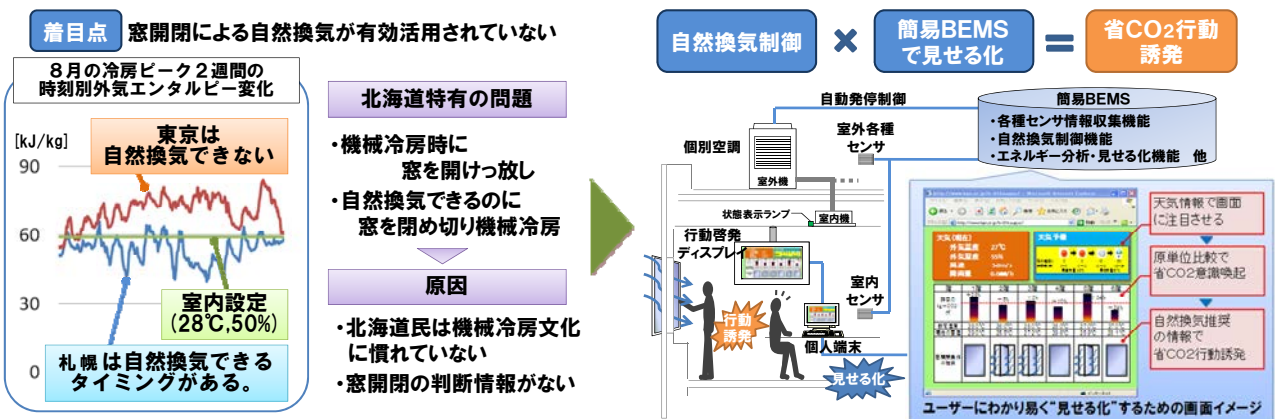 着目点 窓開閉による自然換気が有効活用されていない
8月の冷房ピーク2週間の
時刻別外気エンタルピー変化
[kJ/kg]
90
60
30
0
東京は
自然換気できない
室内設定
(28℃,50%)
札幌は自然換気できる
タイミングがある。
北海道特有の問題
・機械冷房時に
窓を開けっ放し
・自然換気できるのに
窓を閉め切り機械冷房
原因
・北海道民は機械冷房文化
に慣れていない
・窓開閉の判断情報がない
自然換気制御 × 簡易BEMS
で見せる化 = 省CO2行動
誘発
自動発停制御
簡易BEMS
・各種センサ情報収集機能
・自然換気制御機能
・エネルギー分析・見せる化機能 他
個別空調
室外機
室外各種
センサ
状態表示ランプ
室内機
行動啓発
ディスプレイ
室内
センサ
行動
誘発
個人端末
見せる化
天気(現在)
外気温度 27℃
天気予報
天気情報で画面
に注目させる
原単位比較で
省CO2意識喚起
自然換気推奨
の情報で
省CO2行動誘発
ユーザーにわかり易く“見せる化”するための画面イメージ